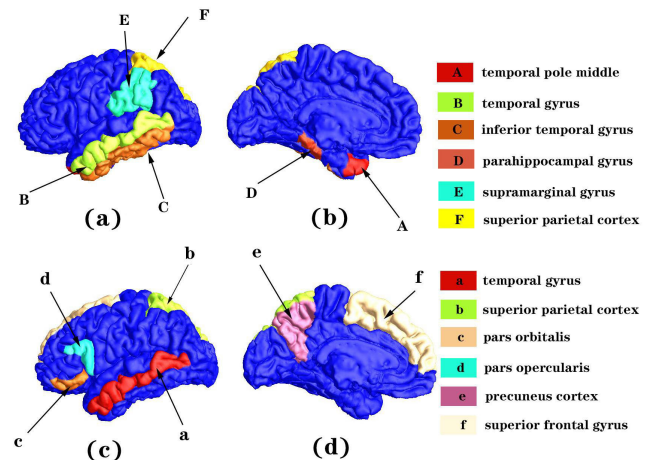 E
F
B
C
(a)
D
A
(b)
A temporal pole middle
B temporal gyrus
C inferior temporal gyrus
D parahippocampal gyrus
E supramarginal gyrus
F superior parietal cortex
d
b
c
a
(c)
e
f
(d)
a temporal gyrus
b superior parietal cortex
c pars orbitalis
d pars opercularis
e precuneus cortex
f superior frontal gyrus